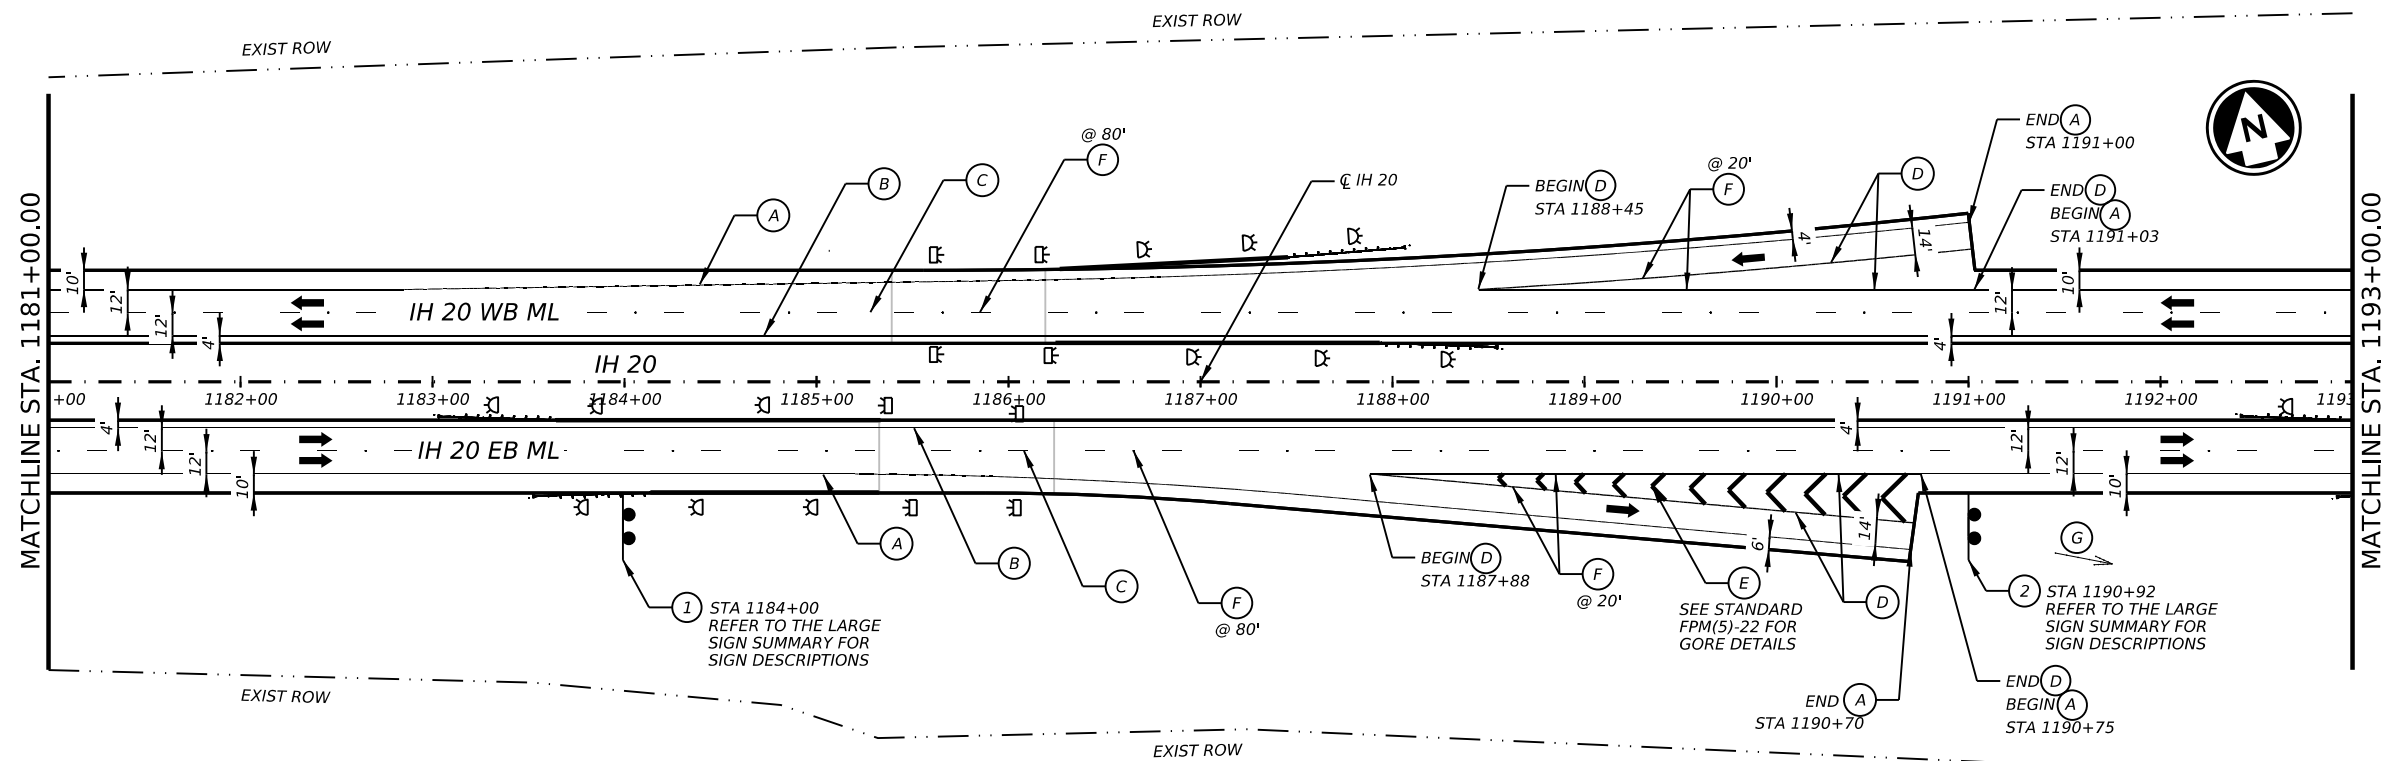 EXIST ROW
EXIST ROW
MATCHLINE STA. 1181+00.00
MATCHLINE STA. 1193+00.00
N
@ 80'
F
C
B
A
℄ IH 20
BEGIN D
STA 1188+45
@ 20'
F
D
END A
STA 1191+00
END D
BEGIN A
STA 1191+03
10'
12'
12'
4'
4'
14'
12'
10'
4'
IH 20 WB ML
IH 20
+00
1182+00
1183+00
1184+00
1185+00
1186+00
1187+00
1188+00
1189+00
1190+00
1191+00
1192+00
1193
4'
12'
12'
10'
IH 20 EB ML
4'
12'
12'
10'
6'
14'
A
B
C
F
@ 80'
1 STA 1184+00
REFER TO THE LARGE
SIGN SUMMARY FOR
SIGN DESCRIPTIONS
BEGIN D
STA 1187+88
F
@ 20'
E
SEE STANDARD
FPM(5)-22 FOR
GORE DETAILS
D
G
2 STA 1190+92
REFER TO THE LARGE
SIGN SUMMARY FOR
SIGN DESCRIPTIONS
END A
STA 1190+70
END D
BEGIN A
STA 1190+75
EXIST ROW
EXIST ROW